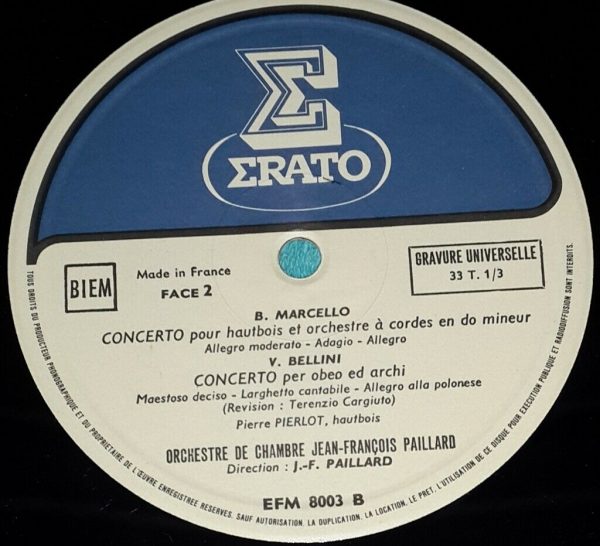 Σ
ΣRATO
BIEM
Made in France
FACE 2
GRAVURE UNIVERSELLE
33 T. 1/3
B. MARCELLO
CONCERTO pour hautbois et orchestre à cordes en do mineur
Allegro moderato - Adagio - Allegro
V. BELLINI
CONCERTO per obeo ed archi
Maestoso deciso - Larghetto cantabile - Allegro alla polonese
(Revision : Terenzio Cargiuto)
Pierre PIERLOT, hautbois
ORCHESTRE DE CHAMBRE JEAN-FRANÇOIS PAILLARD
Direction : J.-F. PAILLARD
EFM 8003 B
TOUS DROITS DU PRODUCTEUR PHONOGRAPHIQUE ET DU PROPRIETAIRE DE L'ŒUVRE ENREGISTREE RESERVES. SAUF AUTORISATION. LA DUPLICATION. LA LOCATION. LE PRET. L'UTILISATION DE CE DISQUE POUR EXECUTION PUBLIQUE ET RADIODIFFUSION SONT INTERDITS.